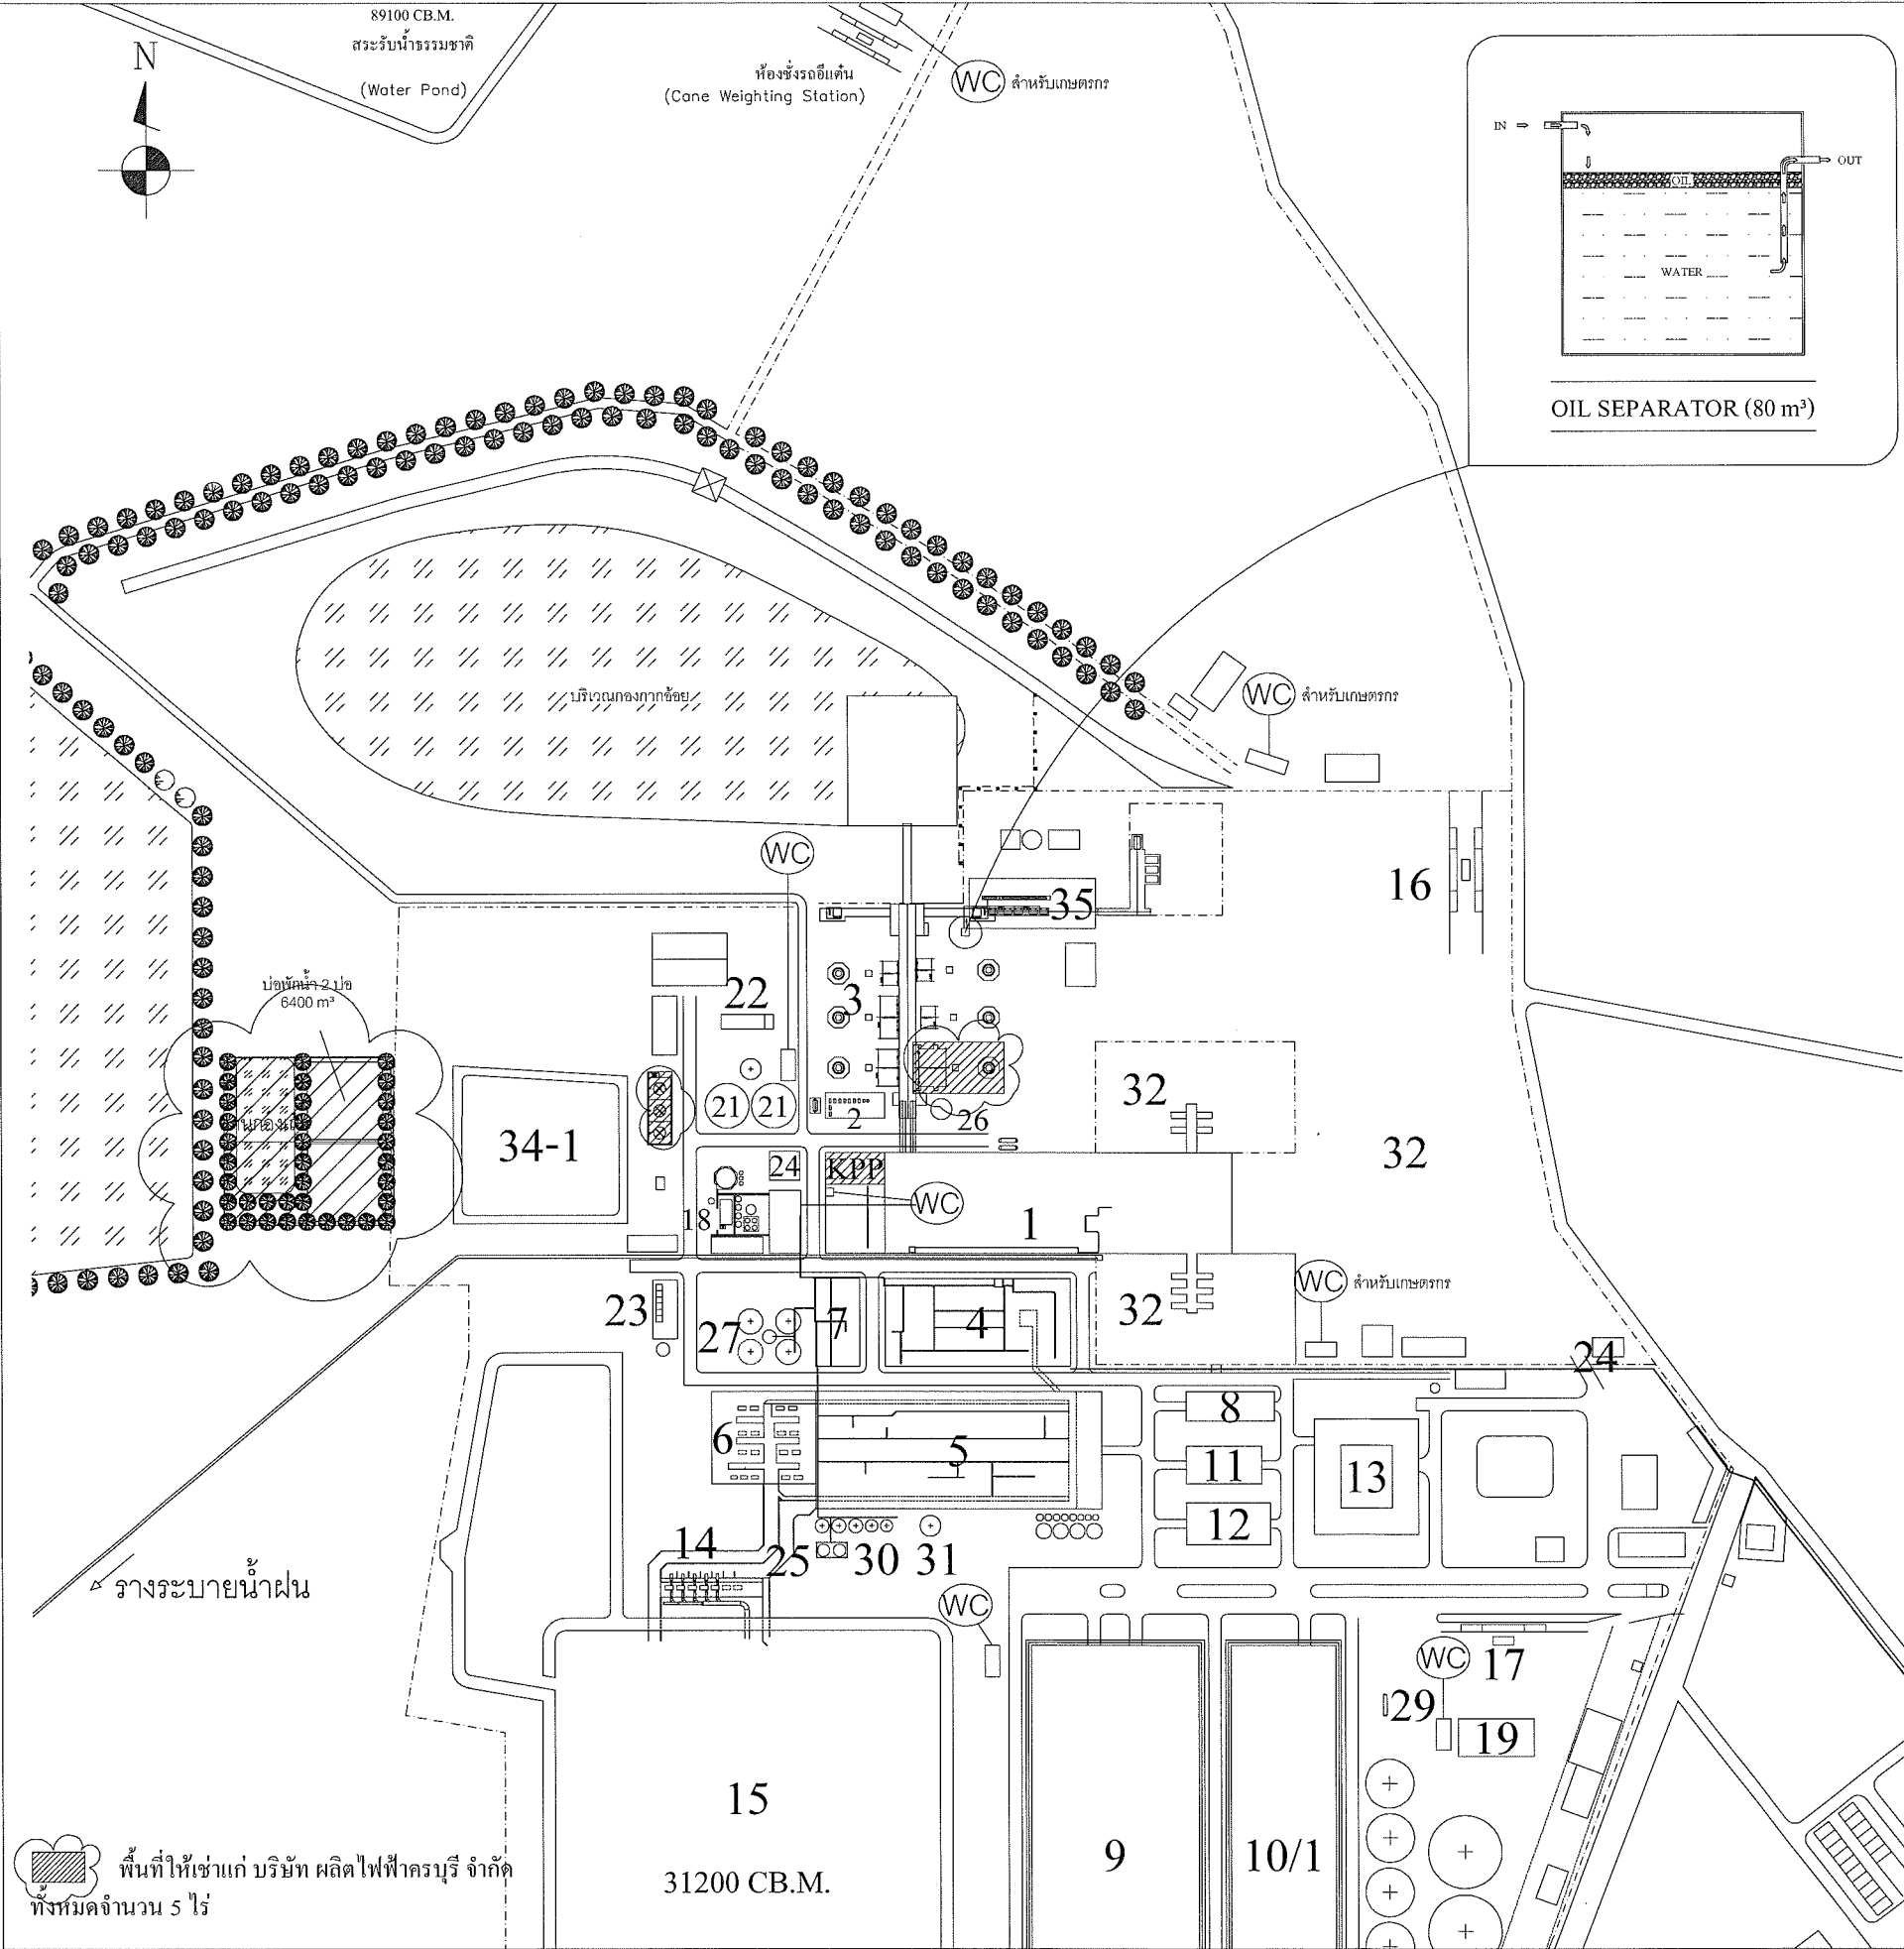 89100 CB.M.
สระรับน้ำธรรมชาติ
(Water Pond)
N
ห้องชั่งรถอีแต๋น
(Cane Weighting Station)
WC สำหรับเกษตรกร
IN
OUT
OIL
WATER
OIL SEPARATOR (80 m³)
บริเวณกองกากอ้อย
WC สำหรับเกษตรกร
WC
16
35
บ่อพักน้ำ 2 บ่อ
6400 m³
22
3
21
21
2
26
32
32
34-1
24
KPP
WC
18
1
23
27
7
4
32
WC สำหรับเกษตรกร
24
6
5
8
11
12
13
14
25
30
31
รางระบายน้ำฝน
WC
WC
17
29
19
15
31200 CB.M.
9
10/1
พื้นที่ให้เช่าแก่ บริษัท ผลิตไฟฟ้าครบุรี จำกัด
ทั้งหมดจำนวน 5 ไร่